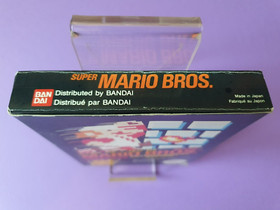 SUPER MARIO BROS.
BAN
DAI
Distributed by BANDAI
Distribué par BANDAI
Made in Japan
Fabriqué au Japon